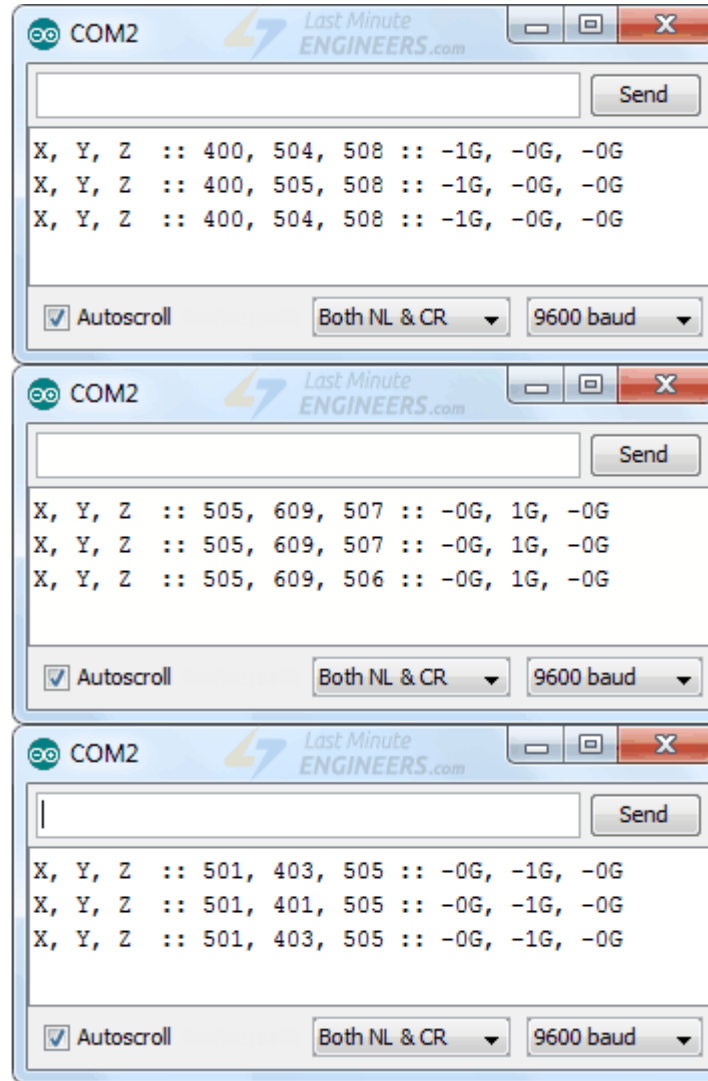 COM2
Last Minute
ENGINEERS.com
Send
X, Y, Z :: 400, 504, 508 :: -1G, -0G, -0G
X, Y, Z :: 400, 505, 508 :: -1G, -0G, -0G
X, Y, Z :: 400, 504, 508 :: -1G, -0G, -0G
Autoscroll Both NL & CR 9600 baud
COM2
Last Minute
ENGINEERS.com
Send
X, Y, Z :: 505, 609, 507 :: -0G, 1G, -0G
X, Y, Z :: 505, 609, 507 :: -0G, 1G, -0G
X, Y, Z :: 505, 609, 506 :: -0G, 1G, -0G
Autoscroll Both NL & CR 9600 baud
COM2
Last Minute
ENGINEERS.com
Send
X, Y, Z :: 501, 403, 505 :: -0G, -1G, -0G
X, Y, Z :: 501, 401, 505 :: -0G, -1G, -0G
X, Y, Z :: 501, 403, 505 :: -0G, -1G, -0G
Autoscroll Both NL & CR 9600 baud